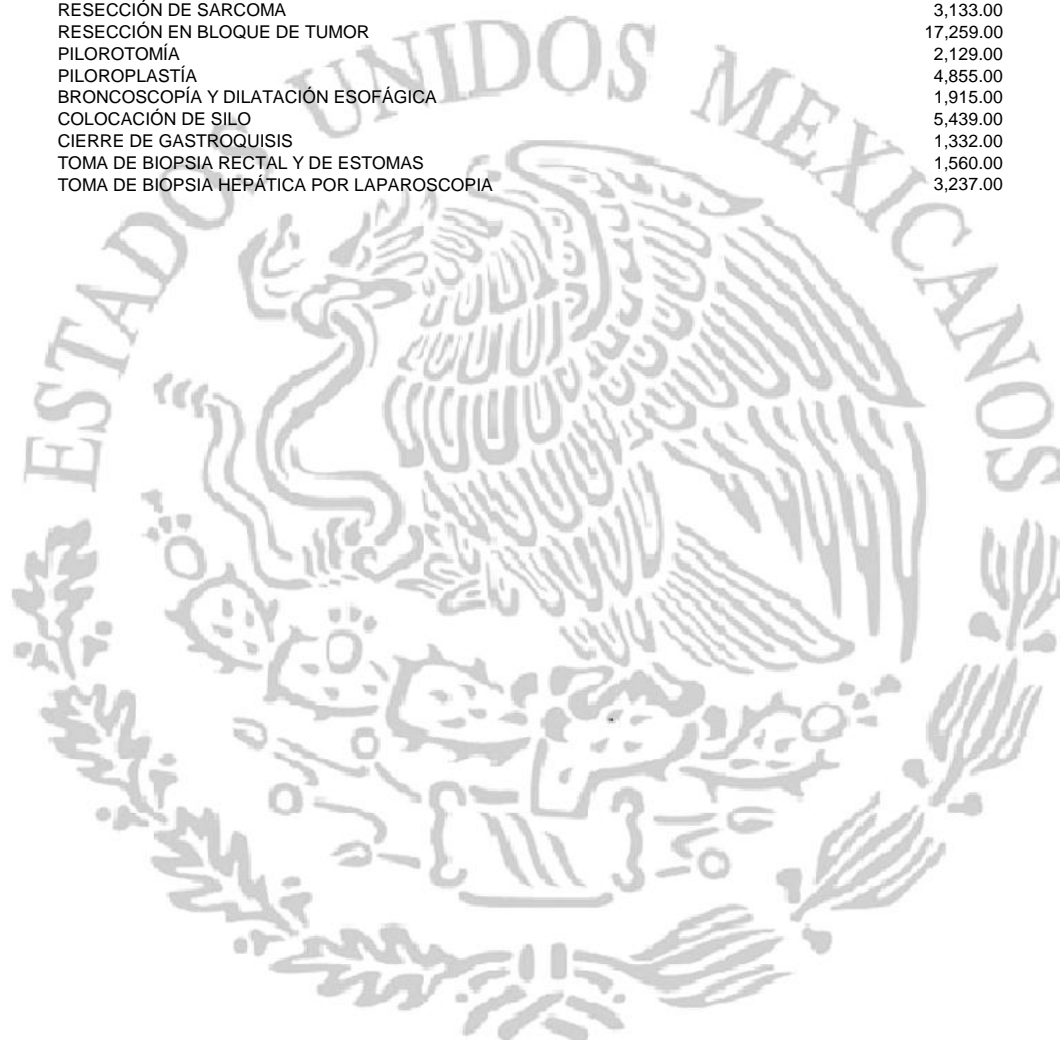 RESECCIÓN DE SARCOMA 3,133.00
RESECCIÓN EN BLOQUE DE TUMOR 17,259.00
PILOROTOMÍA 2,129.00
PILOROPLASTÍA 4,855.00
BRONCOSCOPÍA Y DILATACIÓN ESOFÁGICA 1,915.00
COLOCACIÓN DE SILO 5,439.00
CIERRE DE GASTROQUISIS 1,332.00
TOMA DE BIOPSIA RECTAL Y DE ESTOMAS 1,560.00
TOMA DE BIOPSIA HEPÁTICA POR LAPAROSCOPIA 3,237.00
ESTADOS UNIDOS MEXICANOS